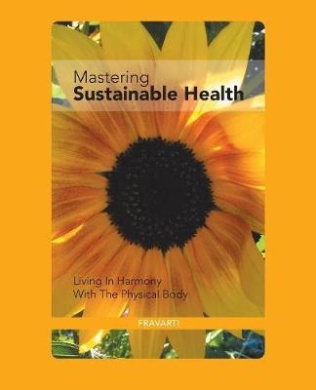 Mastering
Sustainable Health
Living In Harmony
With The Physical Body
FRAVARTI